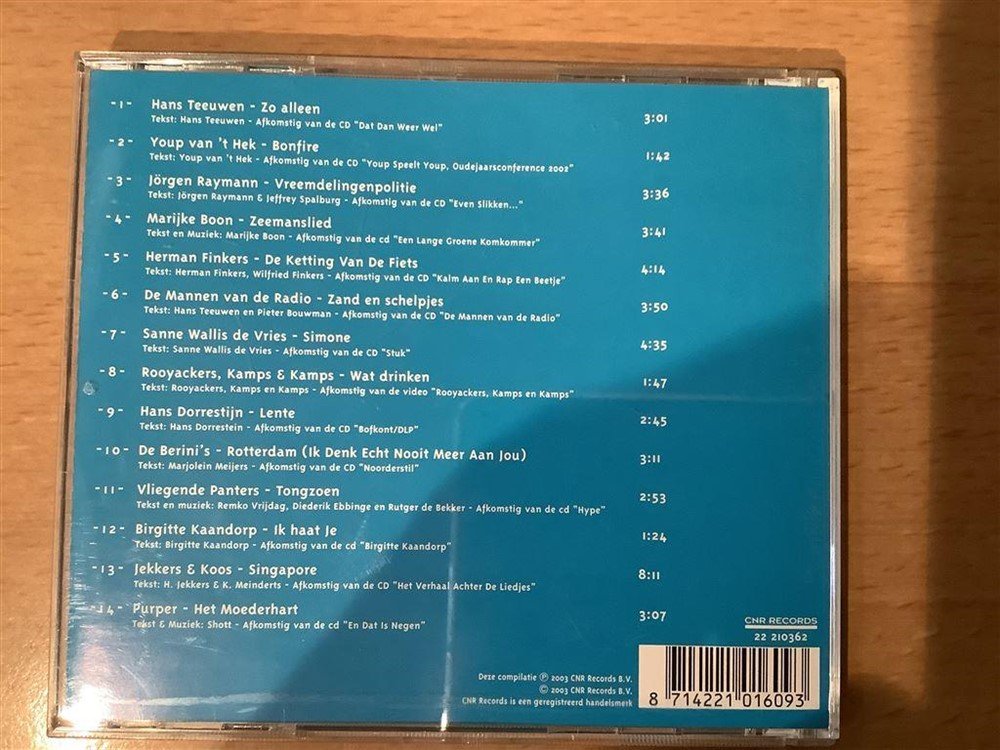 -1- Hans Teeuwen - Zo alleen 3:01
Tekst: Hans Teeuwen - Afkomstig van de CD "Dat Dan Weer Wel"
-2- Youp van 't Hek - Bonfire 1:42
Tekst: Youp van 't Hek - Afkomstig van de CD "Youp Speelt Youp, Oudejaarsconference 2002"
-3- Jörgen Raymann - Vreemdelingenpolitie 3:36
Tekst: Jörgen Raymann & Jeffrey Spalburg - Afkomstig van de CD "Even Slikken..."
-4- Marijke Boon - Zeemanslied 3:41
Tekst en Muziek: Marijke Boon - Afkomstig van de cd "Een Lange Groene Komkommer"
-5- Herman Finkers - De Ketting Van De Fiets 4:14
Tekst: Herman Finkers, Wilfried Finkers - Afkomstig van de CD "Kalm Aan En Rap Een Beetje"
-6- De Mannen van de Radio - Zand en schelpjes 3:50
Tekst: Hans Teeuwen en Pieter Bouwman - Afkomstig van de CD "De Mannen van de Radio"
-7- Sanne Wallis de Vries - Simone 4:35
Tekst: Sanne Wallis de Vries - Afkomstig van de CD "Stuk"
-8- Rooyackers, Kamps & Kamps - Wat drinken 1:47
Tekst: Rooyackers, Kamps en Kamps - Afkomstig van de video "Rooyackers, Kamps en Kamps"
-9- Hans Dorrestijn - Lente 2:45
Tekst: Hans Dorrestein - Afkomstig van de CD "Bofkont/DLP"
-10- De Berini's - Rotterdam (Ik Denk Echt Nooit Meer Aan Jou) 3:11
Tekst: Marjolein Meijers - Afkomstig van de CD "Noorderstil"
-11- Vliegende Panters - Tongzoen 2:53
Tekst en muziek: Remko Vrijdag, Diederik Ebbinge en Rutger de Bekker - Afkomstig van de cd "Hype"
-12- Birgitte Kaandorp - Ik haat Je 1:24
Tekst: Birgitte Kaandorp - Afkomstig van de cd "Birgitte Kaandorp"
-13- Jekkers & Koos - Singapore 8:11
Tekst: H. Jekkers & K. Meinderts - Afkomstig van de CD "Het Verhaal Achter De Liedjes"
-14- Purper - Het Moederhart 3:07
Tekst & Muziek: Shott - Afkomstig van de cd "En Dat Is Negen"
CNR RECORDS
22 210362
Deze compilatie ℗ 2003 CNR Records B.V.
© 2003 CNR Records B.V.
CNR Records is een geregistreerd handelsmerk
8 714221 016093